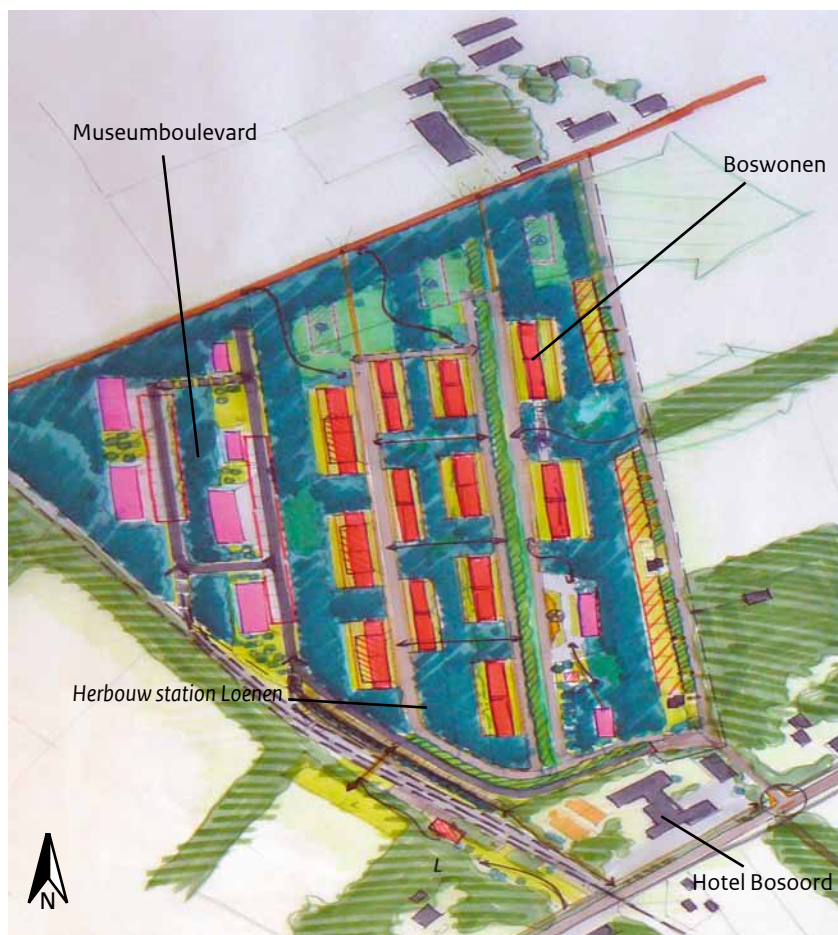 Museumboulevard
Boswonen
Herbouw station Loenen
L
Hotel Bosoord
N